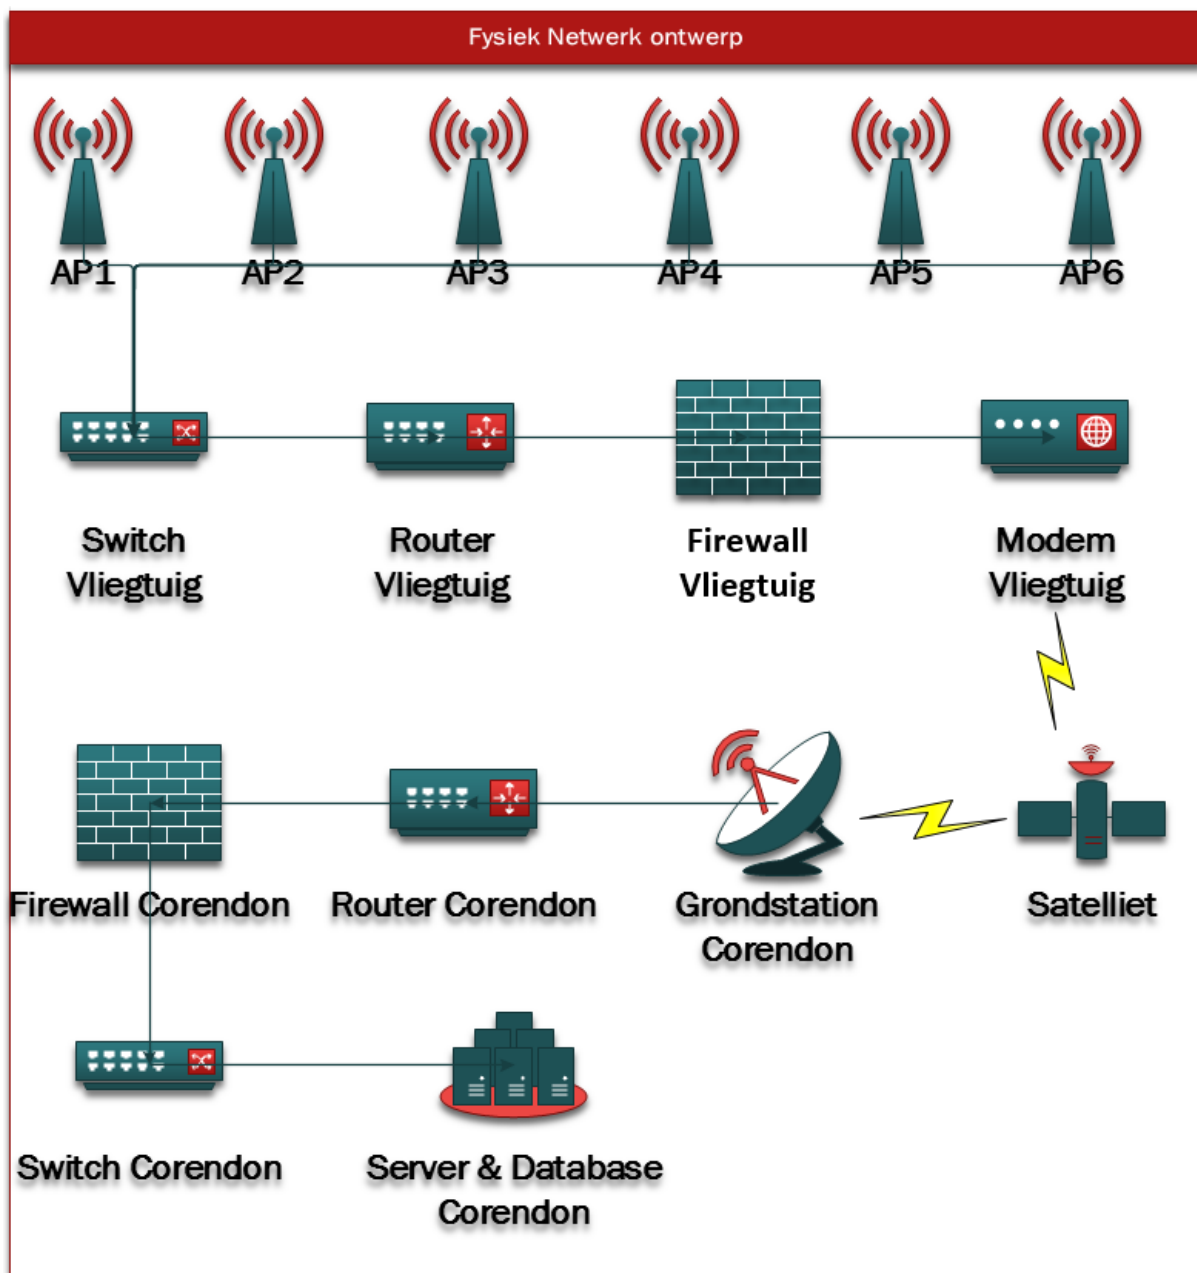 Fysiek Netwerk ontwerp
AP1 AP2 AP3 AP4 AP5 AP6
Switch Vliegtuig
Router Vliegtuig
Firewall Vliegtuig
Modem Vliegtuig
Firewall Corendon
Router Corendon
Grondstation Corendon
Satelliet
Switch Corendon
Server & Database Corendon